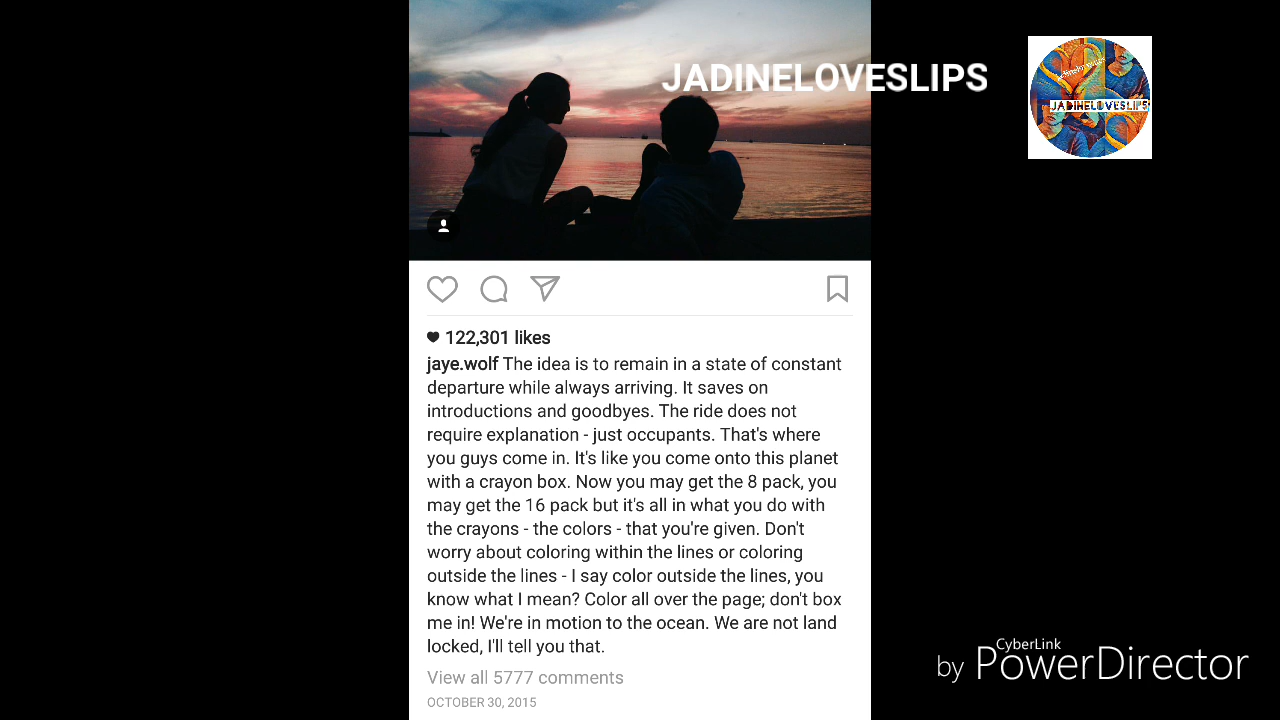 JADINELOVESLIPS
JADINELOVESLIPS
122,301 likes
jaye.wolf The idea is to remain in a state of constant
departure while always arriving. It saves on
introductions and goodbyes. The ride does not
require explanation - just occupants. That's where
you guys come in. It's like you come onto this planet
with a crayon box. Now you may get the 8 pack, you
may get the 16 pack but it's all in what you do with
the crayons - the colors - that you're given. Don't
worry about coloring within the lines or coloring
outside the lines - I say color outside the lines, you
know what I mean? Color all over the page; don't box
me in! We're in motion to the ocean. We are not land
locked, I'll tell you that.
View all 5777 comments
OCTOBER 30, 2015
CyberLink
by PowerDirector